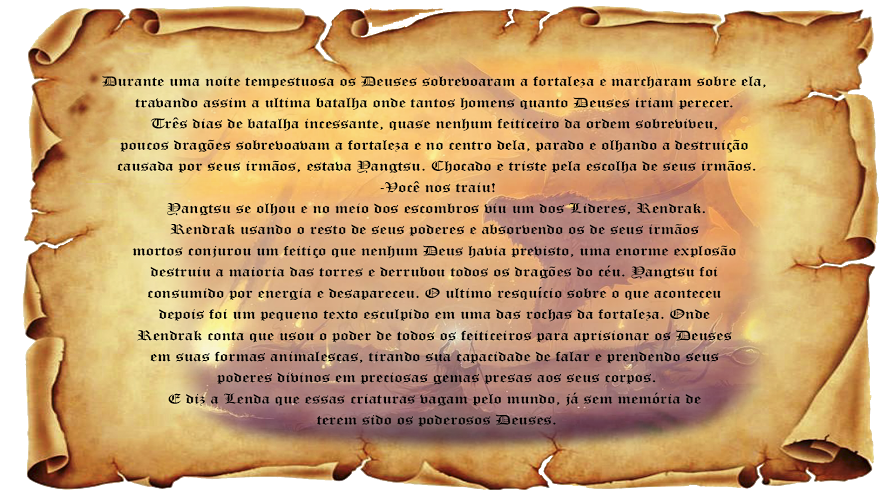 Durante uma noite tempestuosa os Deuses sobrevoaram a fortaleza e marcharam sobre ela,
travando assim a ultima batalha onde tantos homens quanto Deuses iriam perecer.
Três dias de batalha incessante, quase nenhum feiticeiro da ordem sobreviveu,
poucos dragões sobrevoavam a fortaleza e no centro dela, parado e olhando a destruição
causada por seus irmãos, estava Yangtsu. Chocado e triste pela escolha de seus irmãos.
-Você nos traiu!
Yangtsu se olhou e no meio dos escombros viu um dos Lideres, Rendrak.
Rendrak usando o resto de seus poderes e absorvendo os de seus irmãos
mortos conjurou um feitiço que nenhum Deus havia previsto, uma enorme explosão
destruiu a maioria das torres e derrubou todos os dragões do céu. Yangtsu foi
consumido por energia e desapareceu. O ultimo resquício sobre o que aconteceu
depois foi um pequeno texto esculpido em uma das rochas da fortaleza. Onde
Rendrak conta que usou o poder de todos os feiticeiros para aprisionar os Deuses
em suas formas animalescas, tirando sua capacidade de falar e prendendo seus
poderes divinos em preciosas gemas presas aos seus corpos.
E diz a Lenda que essas criaturas vagam pelo mundo, já sem memória de
terem sido os poderosos Deuses.